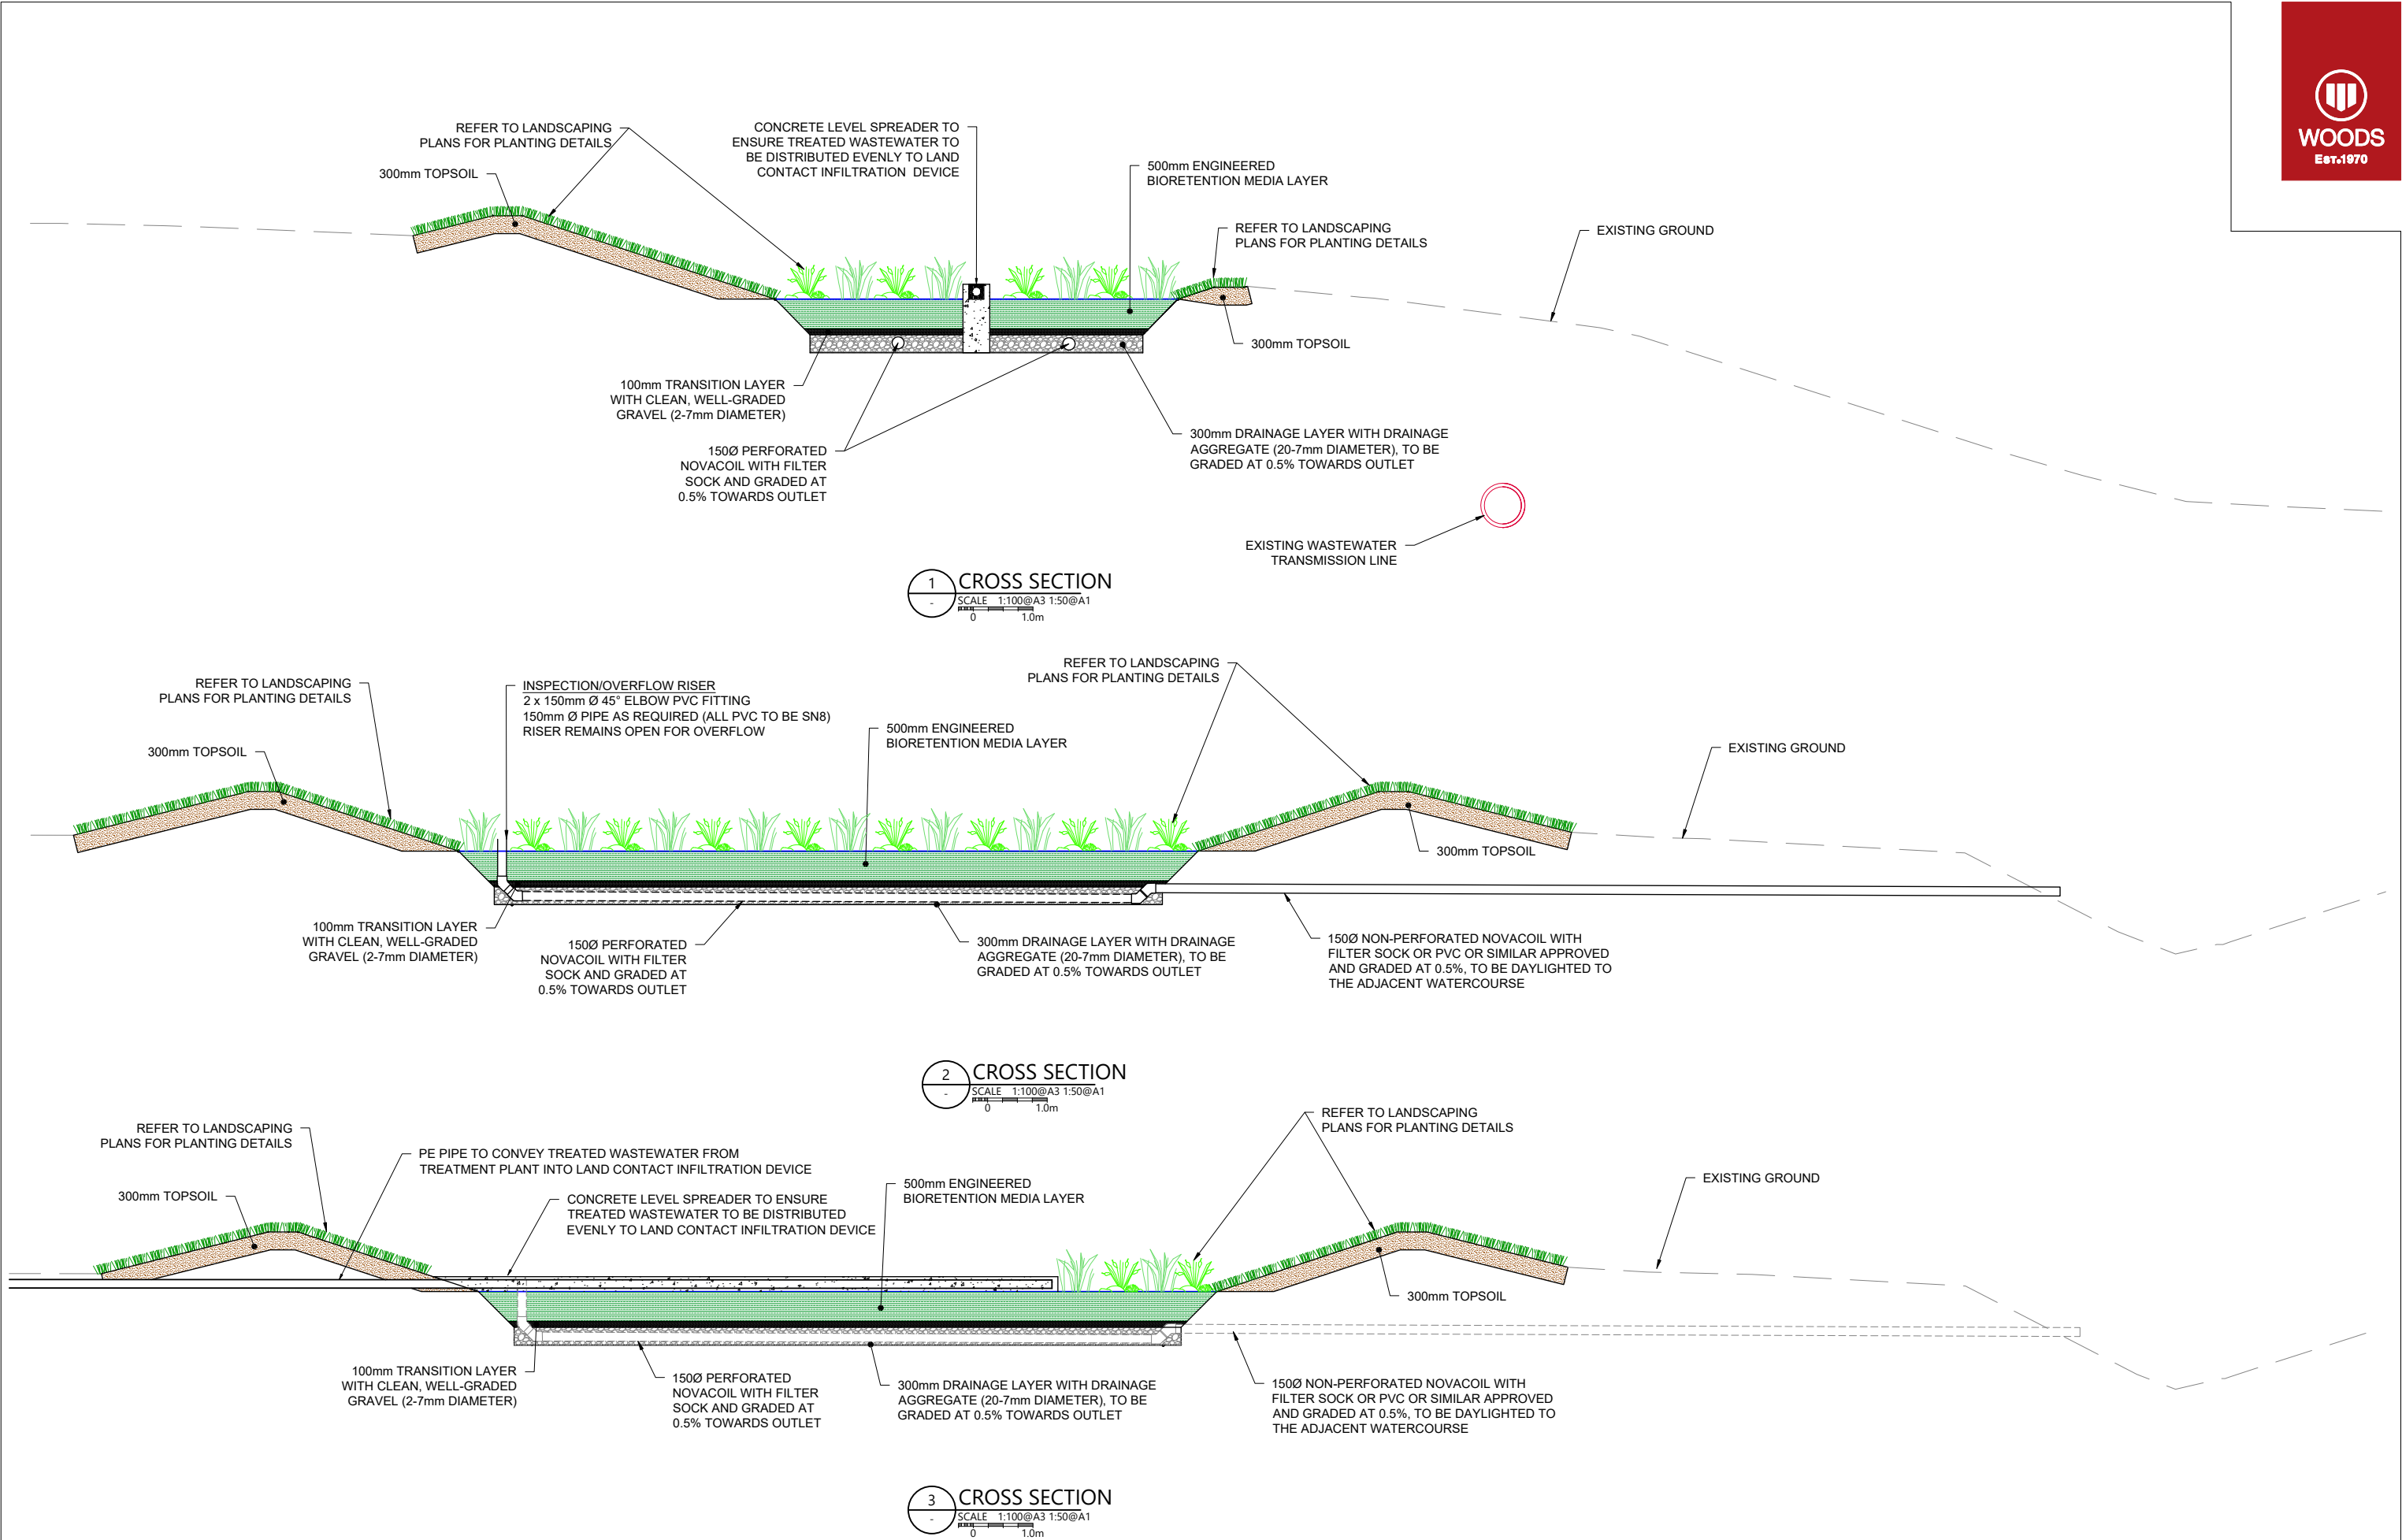 WOODS
EST.1970
REFER TO LANDSCAPING
PLANS FOR PLANTING DETAILS
300mm TOPSOIL
CONCRETE LEVEL SPREADER TO
ENSURE TREATED WASTEWATER TO
BE DISTRIBUTED EVENLY TO LAND
CONTACT INFILTRATION DEVICE
500mm ENGINEERED
BIORETENTION MEDIA LAYER
REFER TO LANDSCAPING
PLANS FOR PLANTING DETAILS
EXISTING GROUND
300mm TOPSOIL
100mm TRANSITION LAYER
WITH CLEAN, WELL-GRADED
GRAVEL (2-7mm DIAMETER)
150Ø PERFORATED
NOVACOIL WITH FILTER
SOCK AND GRADED AT
0.5% TOWARDS OUTLET
300mm DRAINAGE LAYER WITH DRAINAGE
AGGREGATE (20-7mm DIAMETER), TO BE
GRADED AT 0.5% TOWARDS OUTLET
EXISTING WASTEWATER
TRANSMISSION LINE
1
-
CROSS SECTION
SCALE 1:100@A3 1:50@A1
0 1.0m
REFER TO LANDSCAPING
PLANS FOR PLANTING DETAILS
300mm TOPSOIL
INSPECTION/OVERFLOW RISER
2 x 150mm Ø 45° ELBOW PVC FITTING
150mm Ø PIPE AS REQUIRED (ALL PVC TO BE SN8)
RISER REMAINS OPEN FOR OVERFLOW
500mm ENGINEERED
BIORETENTION MEDIA LAYER
REFER TO LANDSCAPING
PLANS FOR PLANTING DETAILS
EXISTING GROUND
300mm TOPSOIL
100mm TRANSITION LAYER
WITH CLEAN, WELL-GRADED
GRAVEL (2-7mm DIAMETER)
150Ø PERFORATED
NOVACOIL WITH FILTER
SOCK AND GRADED AT
0.5% TOWARDS OUTLET
300mm DRAINAGE LAYER WITH DRAINAGE
AGGREGATE (20-7mm DIAMETER), TO BE
GRADED AT 0.5% TOWARDS OUTLET
150Ø NON-PERFORATED NOVACOIL WITH
FILTER SOCK OR PVC OR SIMILAR APPROVED
AND GRADED AT 0.5%, TO BE DAYLIGHTED TO
THE ADJACENT WATERCOURSE
2
-
CROSS SECTION
SCALE 1:100@A3 1:50@A1
0 1.0m
REFER TO LANDSCAPING
PLANS FOR PLANTING DETAILS
300mm TOPSOIL
PE PIPE TO CONVEY TREATED WASTEWATER FROM
TREATMENT PLANT INTO LAND CONTACT INFILTRATION DEVICE
CONCRETE LEVEL SPREADER TO ENSURE
TREATED WASTEWATER TO BE DISTRIBUTED
EVENLY TO LAND CONTACT INFILTRATION DEVICE
500mm ENGINEERED
BIORETENTION MEDIA LAYER
REFER TO LANDSCAPING
PLANS FOR PLANTING DETAILS
EXISTING GROUND
300mm TOPSOIL
100mm TRANSITION LAYER
WITH CLEAN, WELL-GRADED
GRAVEL (2-7mm DIAMETER)
150Ø PERFORATED
NOVACOIL WITH FILTER
SOCK AND GRADED AT
0.5% TOWARDS OUTLET
300mm DRAINAGE LAYER WITH DRAINAGE
AGGREGATE (20-7mm DIAMETER), TO BE
GRADED AT 0.5% TOWARDS OUTLET
150Ø NON-PERFORATED NOVACOIL WITH
FILTER SOCK OR PVC OR SIMILAR APPROVED
AND GRADED AT 0.5%, TO BE DAYLIGHTED TO
THE ADJACENT WATERCOURSE
3
-
CROSS SECTION
SCALE 1:100@A3 1:50@A1
0 1.0m